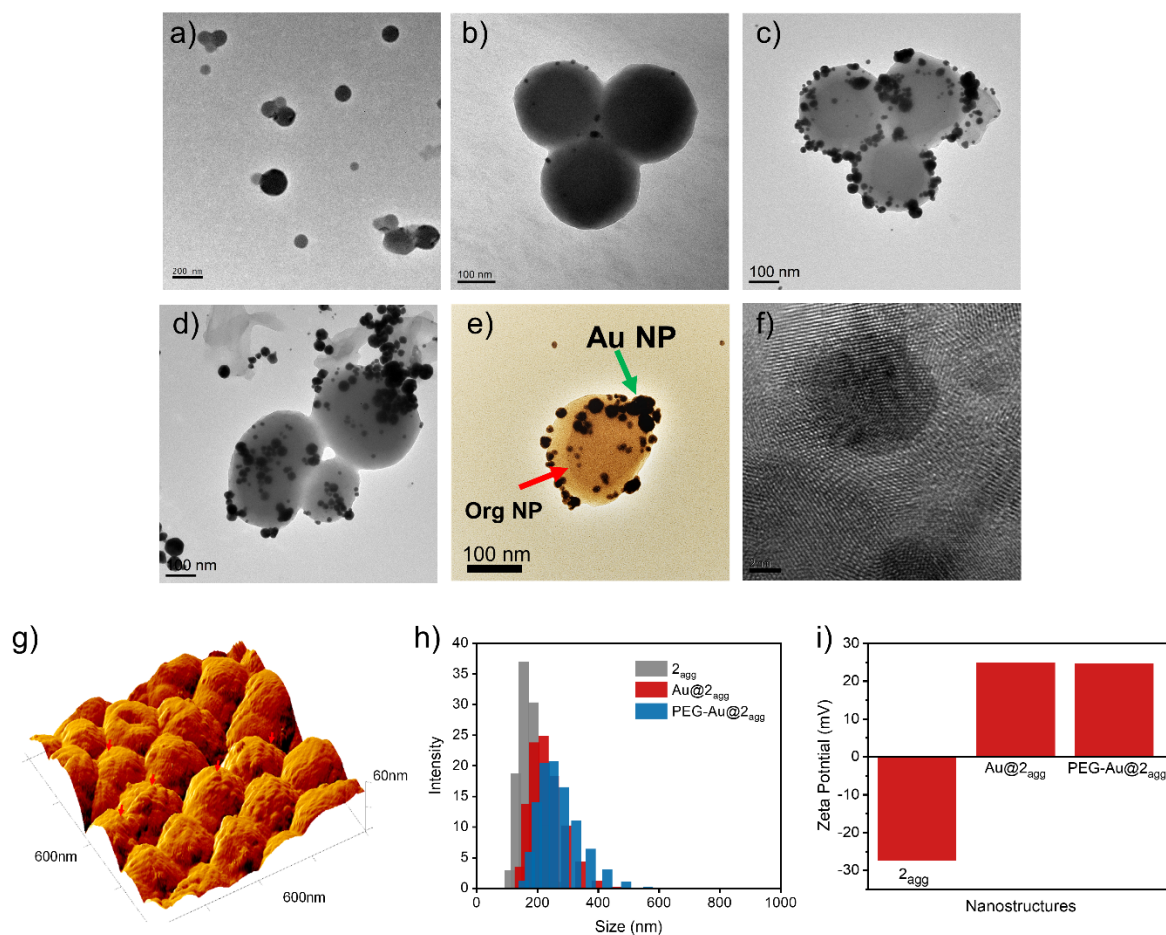 a)
200 nm
b)
100 nm
c)
100 nm
d)
100 nm
e)
Au NP
Org NP
100 nm
f)
g)
60nm
600nm
600nm
h)
40
35
30
25
20
15
10
5
0
Intensity
2agg
Au@2agg
PEG-Au@2agg
0
200
400
600
800
1000
Size (nm)
i)
30
20
10
0
-10
-20
-30
Zeta Potntial (mV)
Au@2agg
PEG-Au@2agg
2agg
Nanostructures